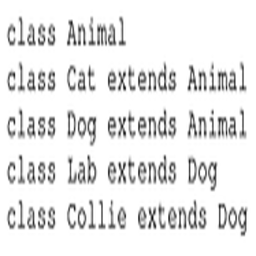 class Animal
class Cat extends Animal
class Dog extends Animal
class Lab extends Dog
class Collie extends Dog